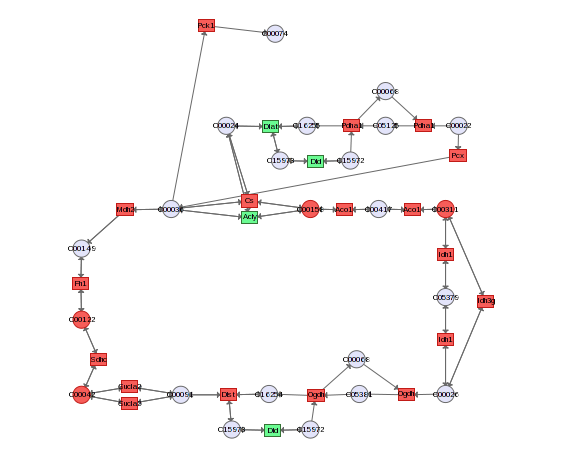 Pck1
C00074
C00068
C00024
Dlat
C16255
Pdha1
C05125
Pdha1
C00022
C15973
Dld
C15972
Pcx
Cs
Mdh2
C00036
Acly
C00158
Aco1
C00417
Aco1
C00311
C00149
Idh1
Fh1
C05379
Idh3g
C00122
Idh1
Sdhc
C00068
C00042
Sucla2
Sucla2
C00091
Dlst
C16254
Ogdh
C05381
Ogdh
C00026
C15973
Dld
C15972